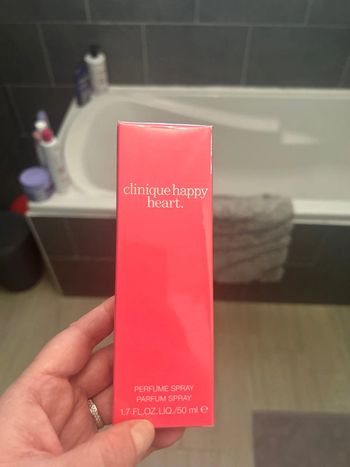 clinique happy
heart.
PERFUME SPRAY
PARFUM SPRAY
1.7 FL.OZ.LIQ./50 ml ℮